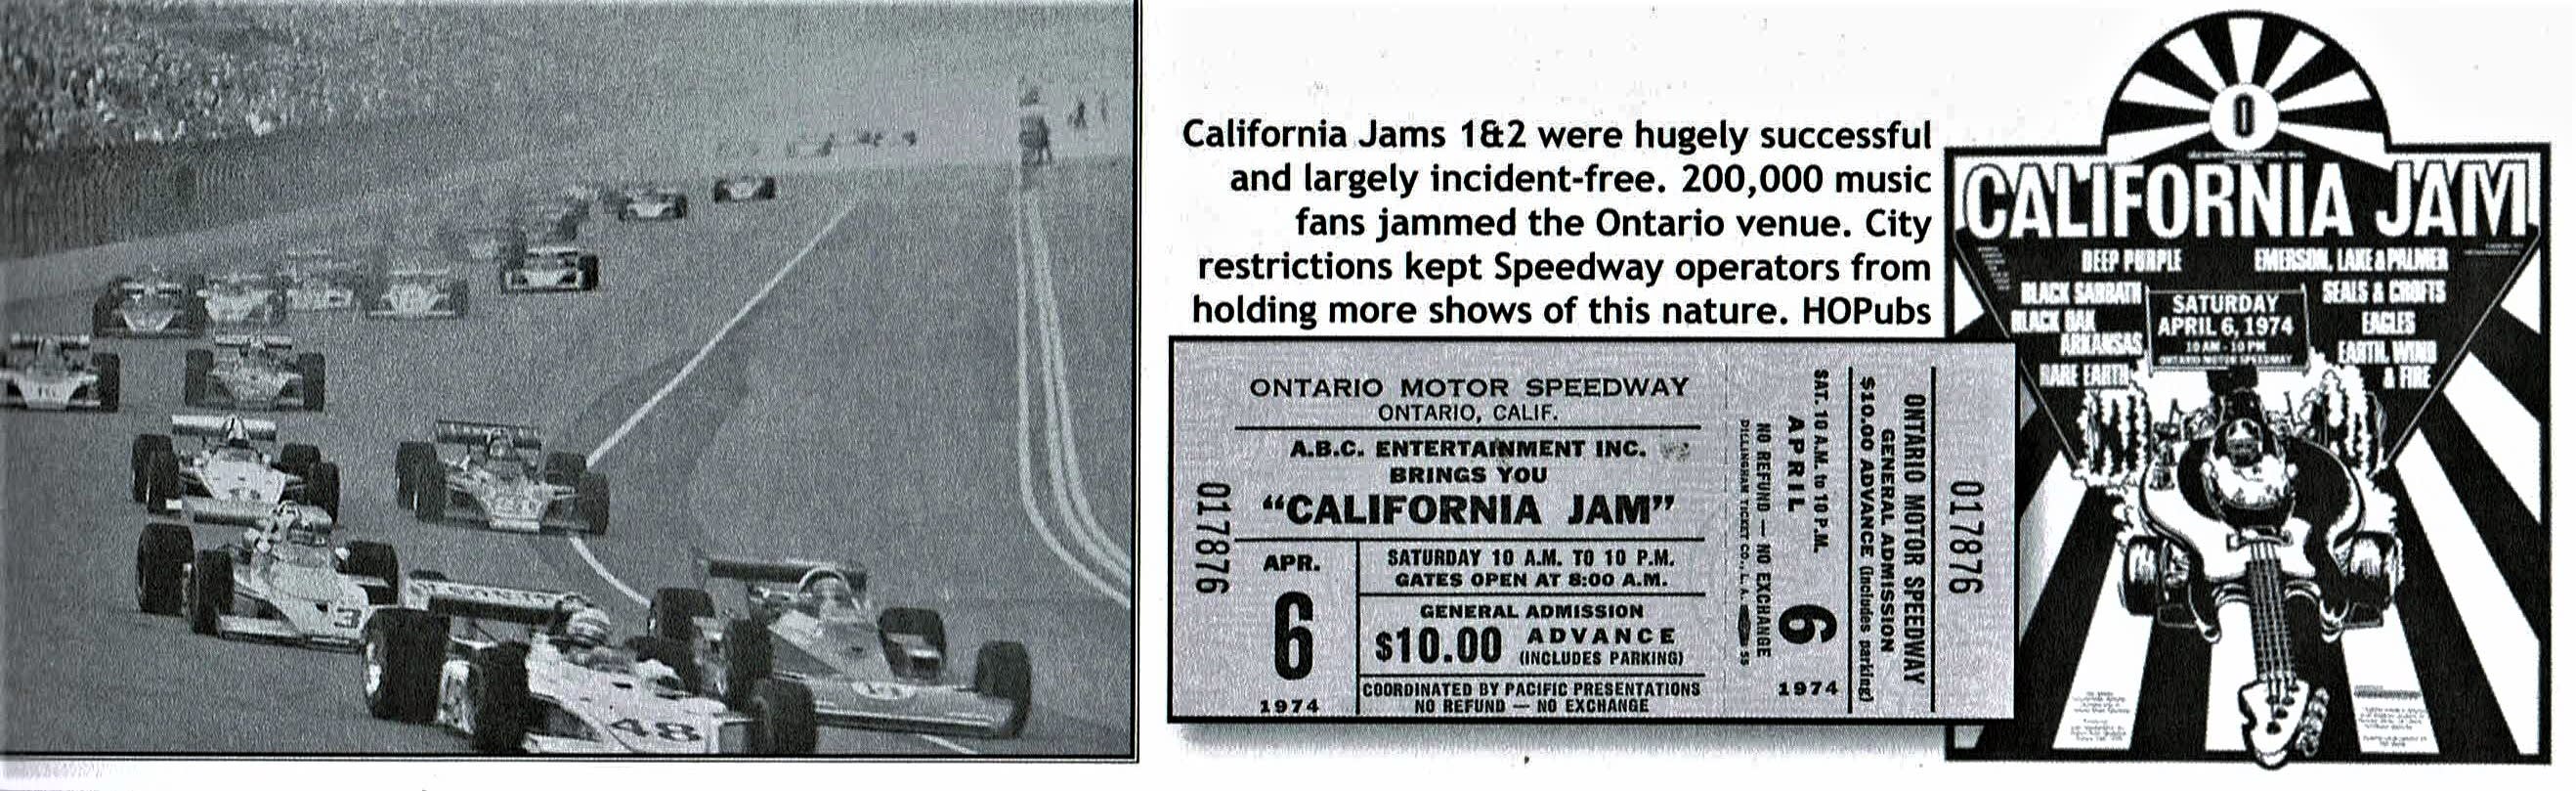 California Jams 1&2 were hugely successful
and largely incident-free. 200,000 music
fans jammed the Ontario venue. City
restrictions kept Speedway operators from
holding more shows of this nature. HOPubs
3
48
ONTARIO MOTOR SPEEDWAY
ONTARIO, CALIF.
A.B.C. ENTERTAINMENT INC.
BRINGS YOU
“CALIFORNIA JAM”
APR.
6
1974
SATURDAY 10 A.M. TO 10 P.M.
GATES OPEN AT 8:00 A.M.
GENERAL ADMISSION
$10.00 ADVANCE
(INCLUDES PARKING)
COORDINATED BY PACIFIC PRESENTATIONS
NO REFUND — NO EXCHANGE
017876
ONTARIO MOTOR SPEEDWAY
GENERAL ADMISSION
$10.00 ADVANCE (includes parking)
SAT. 10 A.M. to 10 P.M.
APRIL 6
1974
NO REFUND — NO EXCHANGE
DILLINGHAM TICKET CO., L.A.
017876
CALIFORNIA JAM
DEEP PURPLE
EMERSON, LAKE & PALMER
BLACK SABBATH
SEALS & CROFTS
BLACK OAK
ARKANSAS
EAGLES
RARE EARTH
EARTH, WIND
& FIRE
SATURDAY
APRIL 6, 1974
10 AM - 10 PM
ONTARIO MOTOR SPEEDWAY